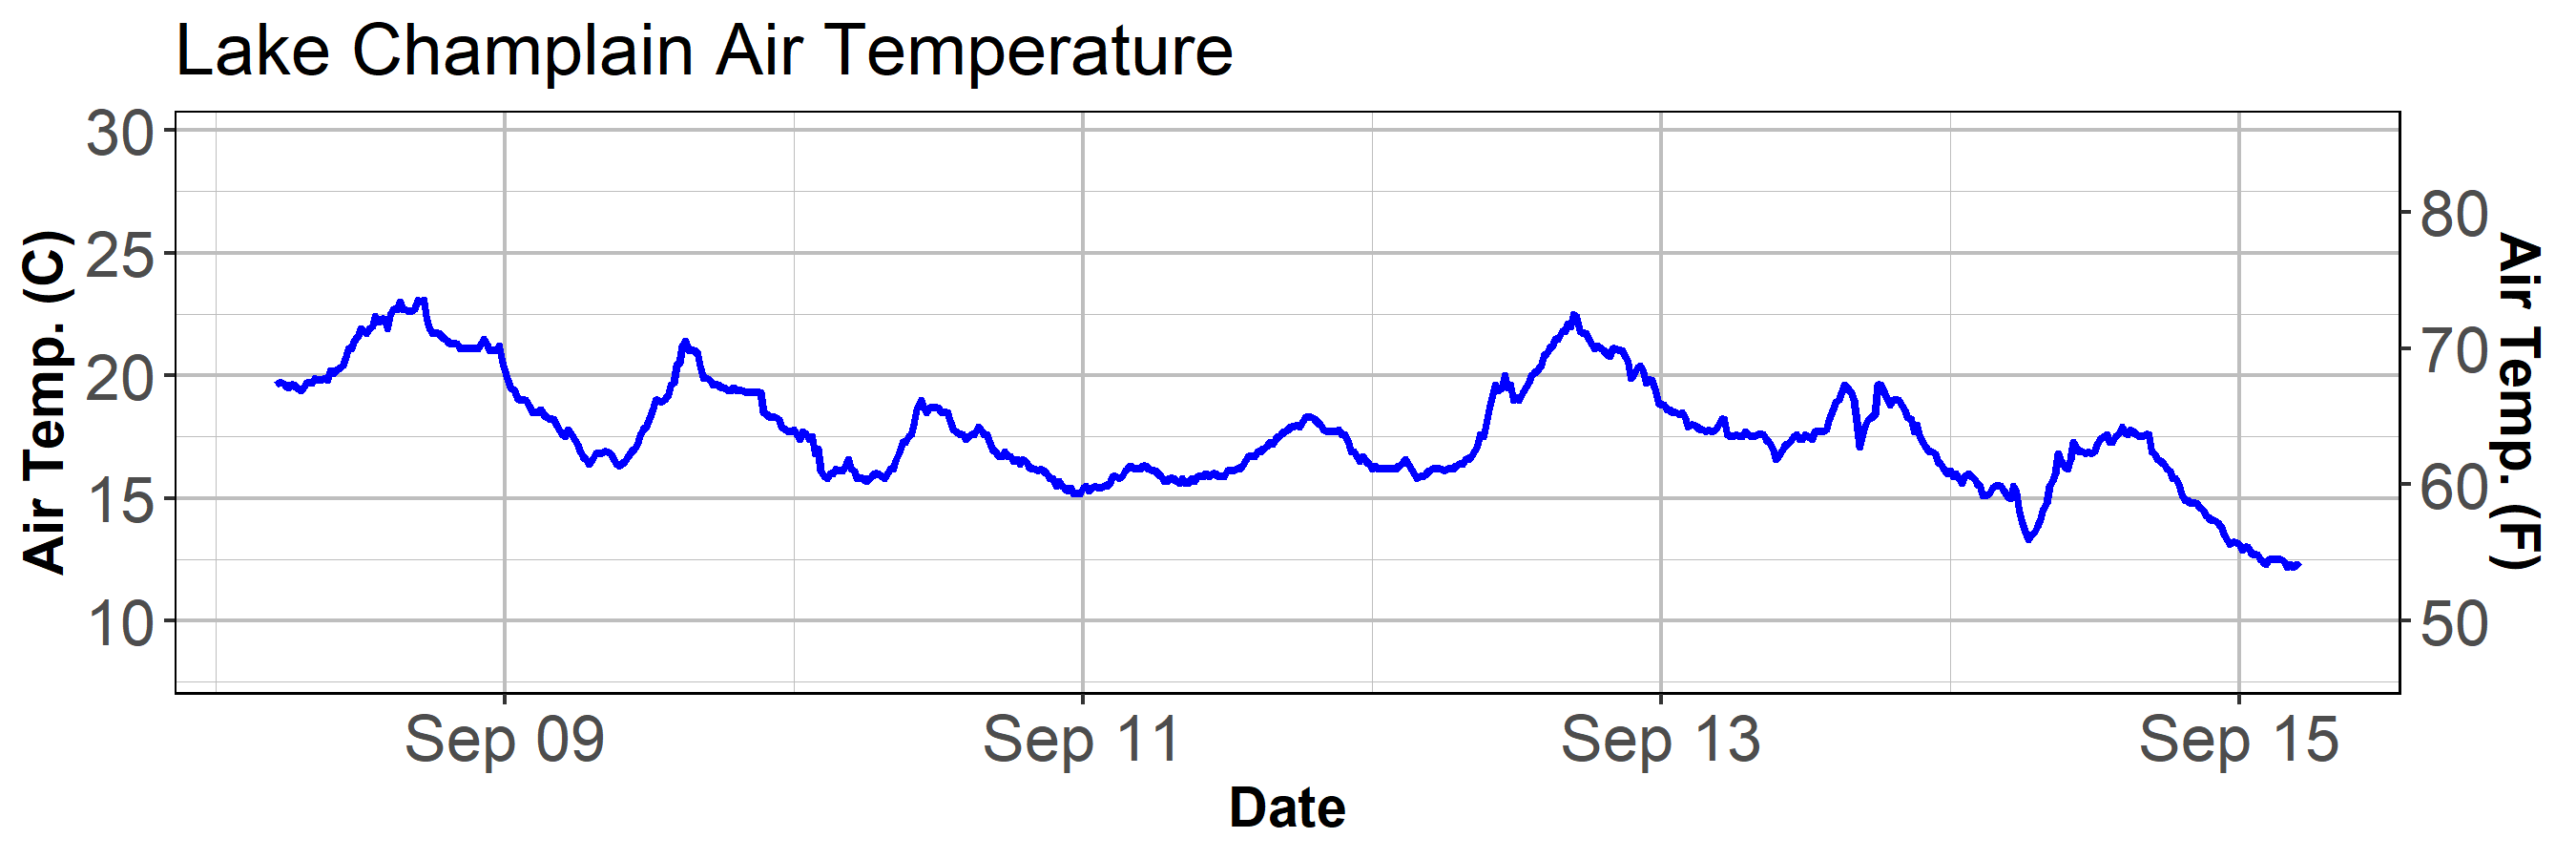 Lake Champlain Air Temperature
Air Temp. (C)
30
25
20
15
10
80
70
60
50
Air Temp. (F)
Sep 09 Sep 11 Sep 13 Sep 15
Date